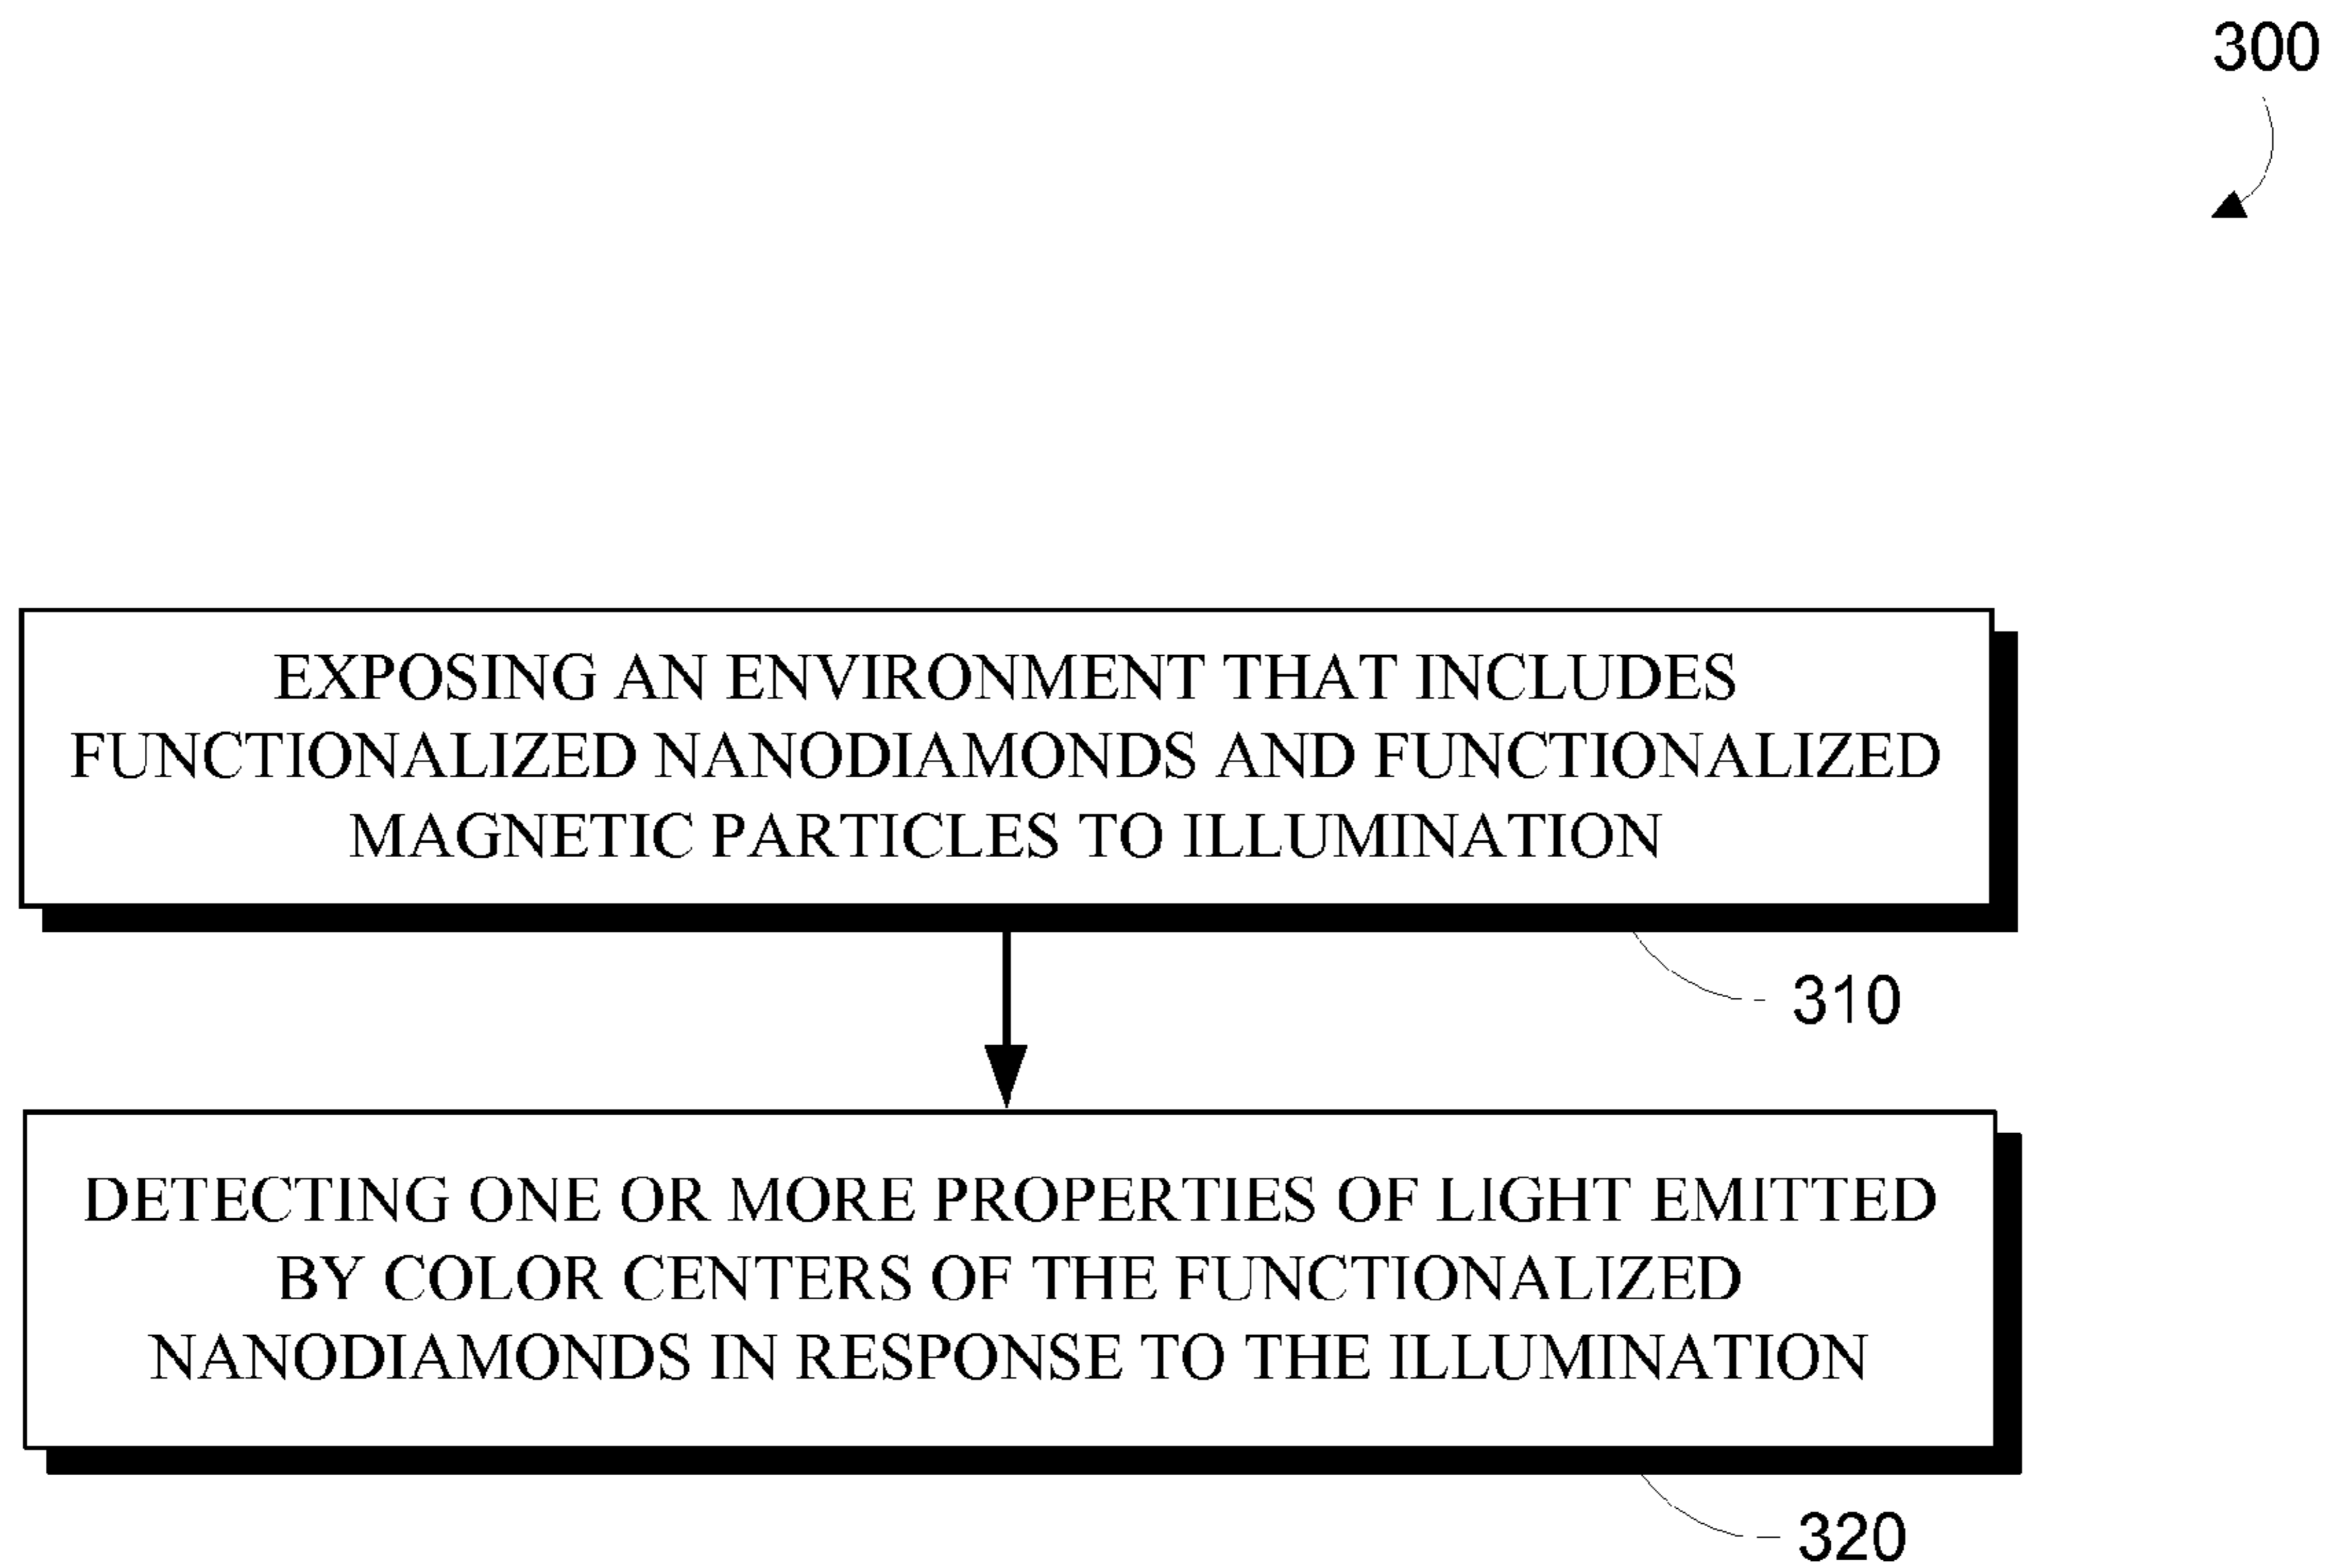 300
EXPOSING AN ENVIRONMENT THAT INCLUDES
FUNCTIONALIZED NANODIAMONDS AND FUNCTIONALIZED
MAGNETIC PARTICLES TO ILLUMINATION
310
DETECTING ONE OR MORE PROPERTIES OF LIGHT EMITTED
BY COLOR CENTERS OF THE FUNCTIONALIZED
NANODIAMONDS IN RESPONSE TO THE ILLUMINATION
320